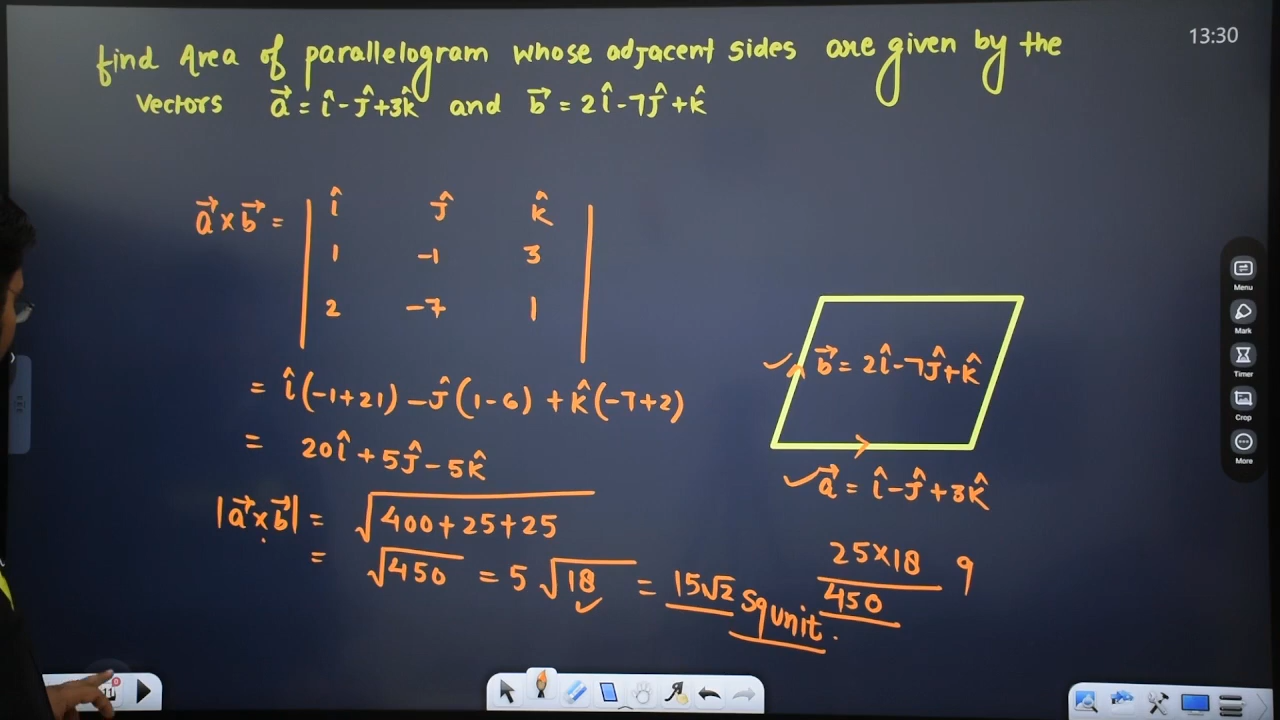 13:30
find Area of parallelogram whose adjacent sides are given by the
vectors a⃗ = î - ĵ + 3k̂ and b⃗ = 2î - 7ĵ + k̂
a⃗ × b⃗ = | î ĵ k̂ |
1 -1 3
2 -7 1
= î(-1+21) - ĵ(1-6) + k̂(-7+2)
= 20î + 5ĵ - 5k̂
|a⃗ × b⃗| = √400+25+25
= √450 = 5√18 = 15√2 sq unit.
b⃗ = 2î - 7ĵ + k̂
a⃗ = î - ĵ + 3k̂
25×18 9
450
Menu
Mark
Timer
Crop
More